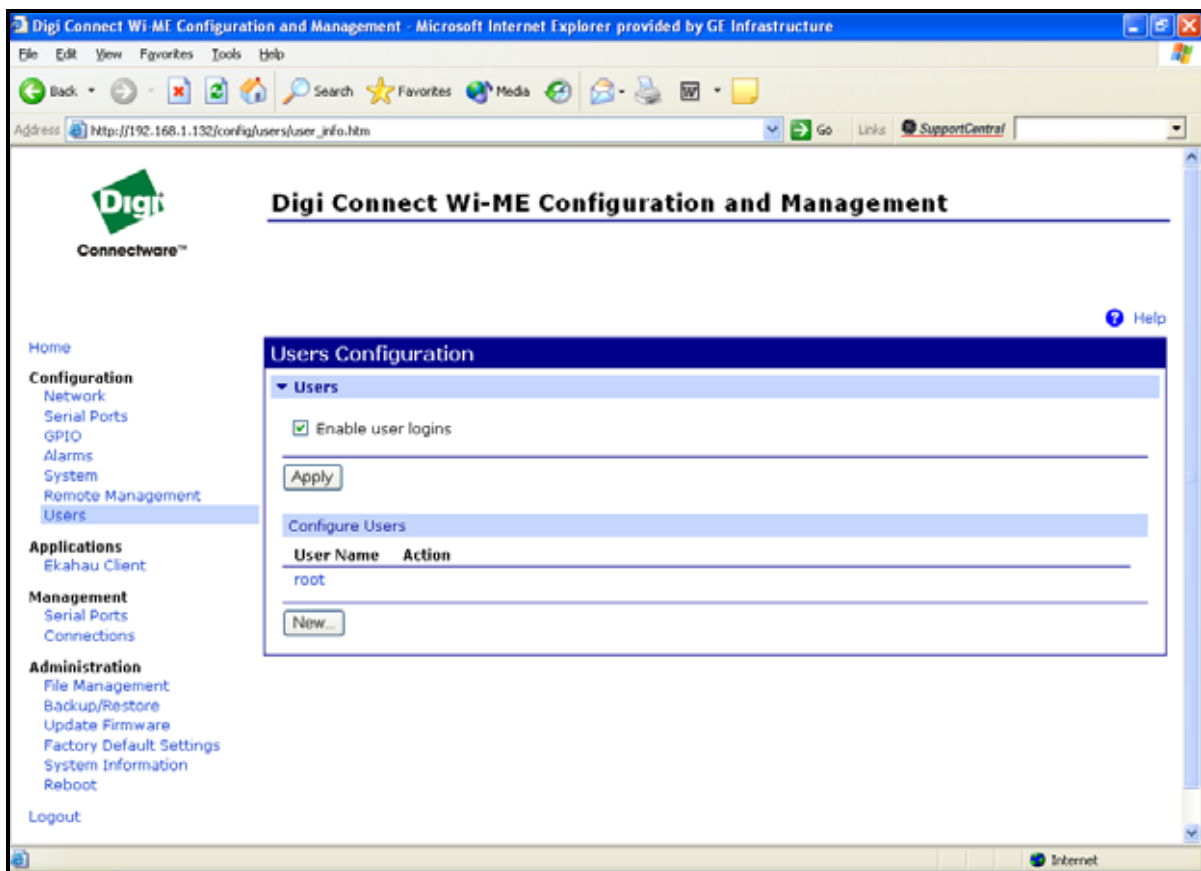 Digi Connect Wi-ME Configuration and Management - Microsoft Internet Explorer provided by GE Infrastructure
File Edit View Favorites Tools Help
Back Search Favorites Media
Address http://192.168.1.132/config/users/user_info.htm Go Links SupportCentral
Digi
Connectware™
Digi Connect Wi-ME Configuration and Management
Help
Home
Configuration
Network
Serial Ports
GPIO
Alarms
System
Remote Management
Users
Applications
Ekahau Client
Management
Serial Ports
Connections
Administration
File Management
Backup/Restore
Update Firmware
Factory Default Settings
System Information
Reboot
Logout
Users Configuration
Users
Enable user logins
Apply
Configure Users
User Name Action
root
New...
Internet